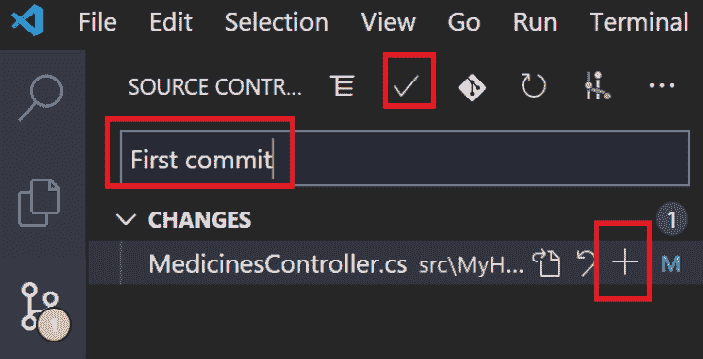 File Edit Selection View Go Run Terminal
SOURCE CONTR...
First commit
CHANGES 1
MedicinesController.cs src\MyH... M